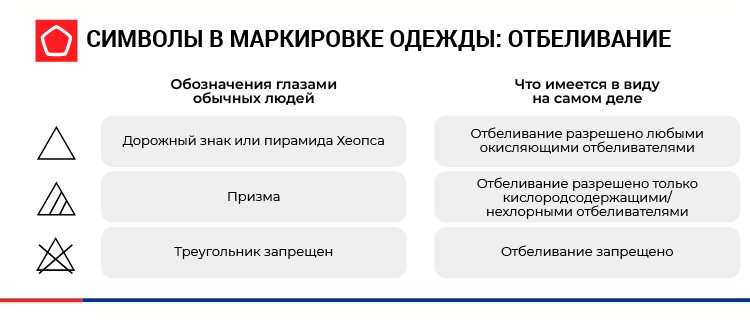 СИМВОЛЫ В МАРКИРОВКЕ ОДЕЖДЫ: ОТБЕЛИВАНИЕ
Обозначения глазами
обычных людей
Что имеется в виду
на самом деле
Дорожный знак или пирамида Хеопса
Отбеливание разрешено любыми
окисляющими отбеливателями
Призма
Отбеливание разрешено только
кислородсодержащими/
нехлорными отбеливателями
Треугольник запрещен
Отбеливание запрещено